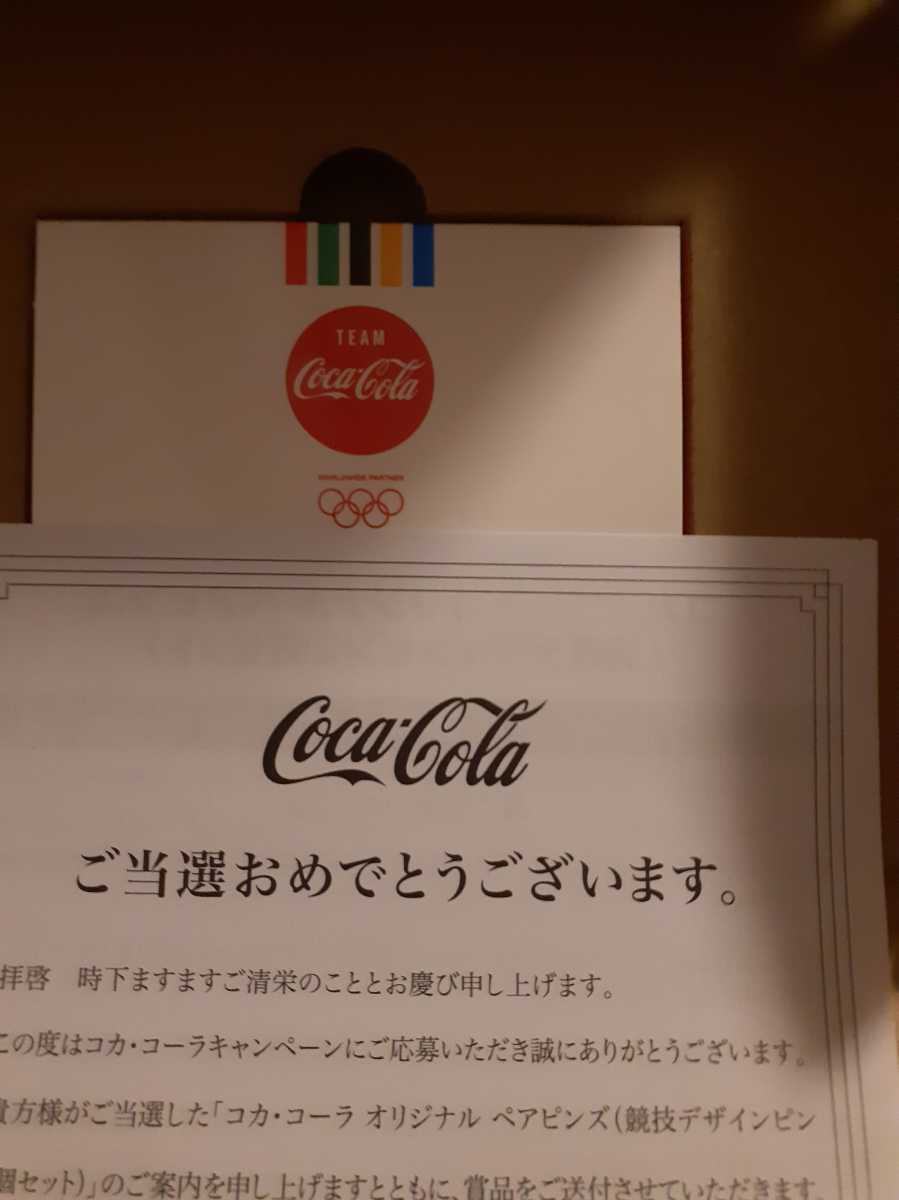 TEAM
Coca-Cola
WORLDWIDE PARTNER
Coca-Cola
ご当選おめでとうございます。
拝啓　時下ますますご清栄のこととお慶び申し上げます。
この度はコカ・コーラキャンペーンにご応募いただき誠にありがとうございます。
貴方様がご当選した「コカ・コーラ オリジナル ペアピンズ(競技デザインピン
個セット)」のご案内を申し上げますとともに、賞品をご送付させていただきます